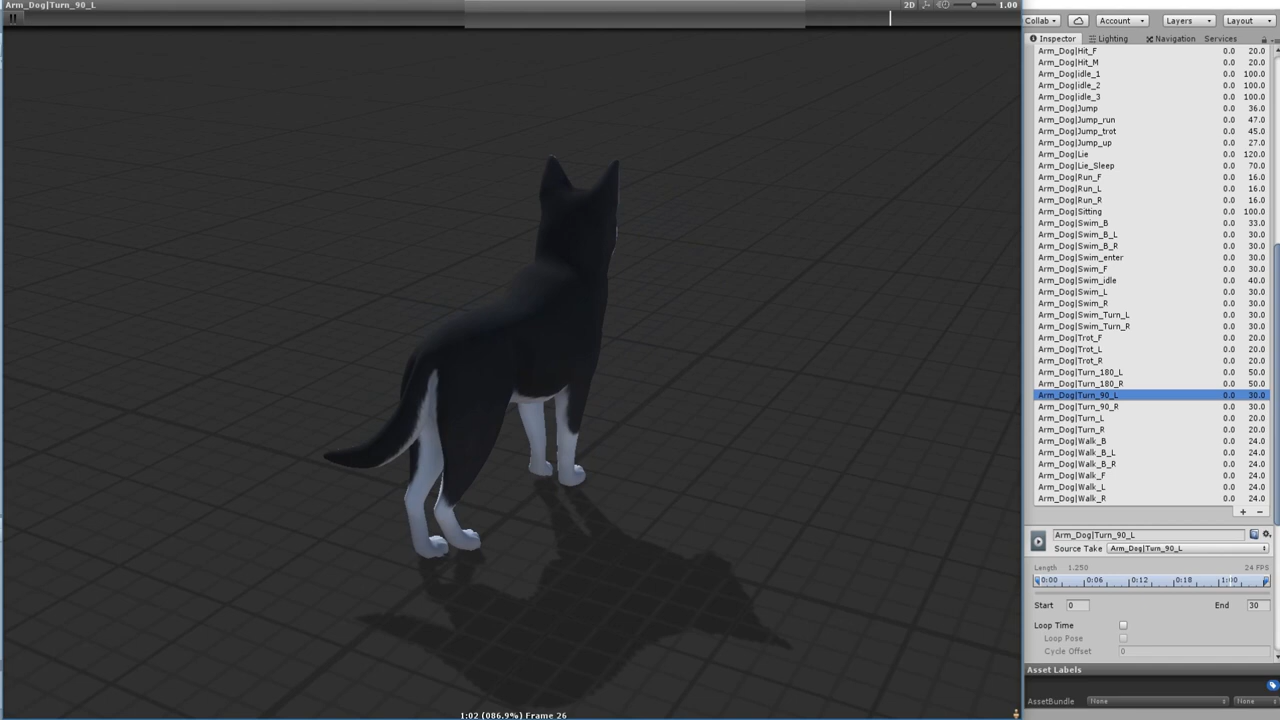 Arm_Dog|Turn_90_L
2D
1.00
Collab
Account
Layers
Layout
Inspector
Lighting
Navigation
Services
Arm_Dog|Hit_F 0.0 20.0
Arm_Dog|Hit_M 0.0 20.0
Arm_Dog|idle_1 0.0 100.0
Arm_Dog|idle_2 0.0 100.0
Arm_Dog|idle_3 0.0 100.0
Arm_Dog|Jump 0.0 36.0
Arm_Dog|Jump_run 0.0 47.0
Arm_Dog|Jump_trot 0.0 45.0
Arm_Dog|Jump_up 0.0 27.0
Arm_Dog|Lie 0.0 120.0
Arm_Dog|Lie_Sleep 0.0 70.0
Arm_Dog|Run_F 0.0 16.0
Arm_Dog|Run_L 0.0 16.0
Arm_Dog|Run_R 0.0 16.0
Arm_Dog|Sitting 0.0 100.0
Arm_Dog|Swim_B 0.0 33.0
Arm_Dog|Swim_B_L 0.0 30.0
Arm_Dog|Swim_B_R 0.0 30.0
Arm_Dog|Swim_enter 0.0 30.0
Arm_Dog|Swim_F 0.0 30.0
Arm_Dog|Swim_idle 0.0 40.0
Arm_Dog|Swim_L 0.0 30.0
Arm_Dog|Swim_R 0.0 30.0
Arm_Dog|Swim_Turn_L 0.0 30.0
Arm_Dog|Swim_Turn_R 0.0 30.0
Arm_Dog|Trot_F 0.0 20.0
Arm_Dog|Trot_L 0.0 20.0
Arm_Dog|Trot_R 0.0 20.0
Arm_Dog|Turn_180_L 0.0 50.0
Arm_Dog|Turn_180_R 0.0 50.0
Arm_Dog|Turn_90_L 0.0 30.0
Arm_Dog|Turn_90_R 0.0 30.0
Arm_Dog|Turn_L 0.0 20.0
Arm_Dog|Turn_R 0.0 20.0
Arm_Dog|Walk_B 0.0 24.0
Arm_Dog|Walk_B_L 0.0 24.0
Arm_Dog|Walk_B_R 0.0 24.0
Arm_Dog|Walk_F 0.0 24.0
Arm_Dog|Walk_L 0.0 24.0
Arm_Dog|Walk_R 0.0 24.0
Arm_Dog|Turn_90_L
Source Take Arm_Dog|Turn_90_L
Length 1.250 24 FPS
0:00 0:06 0:12 0:18 1:00
Start 0 End 30
Loop Time
Loop Pose
Cycle Offset 0
Asset Labels
AssetBundle None None
1:02 (086.9%) Frame 26